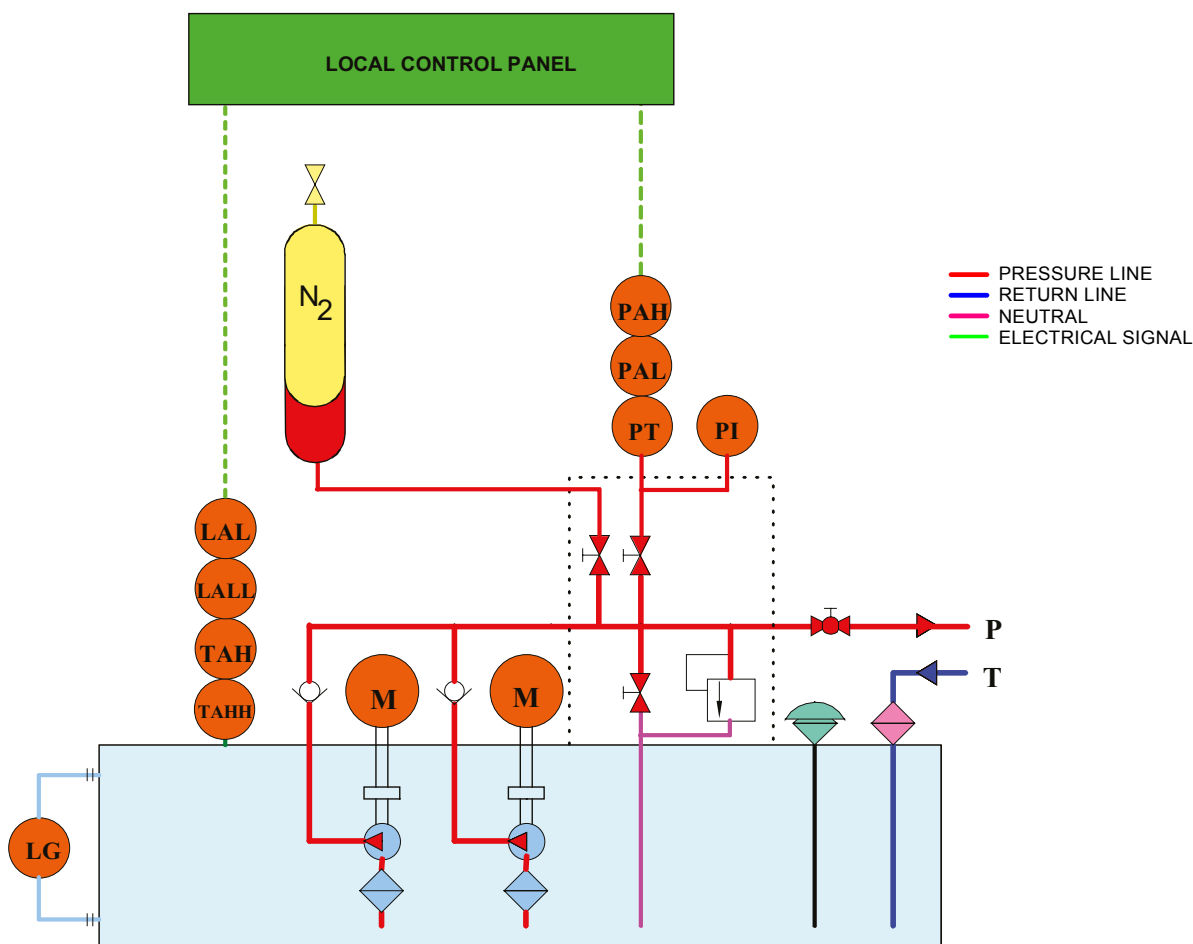 LOCAL CONTROL PANEL
N2
PAH
PAL
PT
PI
PRESSURE LINE
RETURN LINE
NEUTRAL
ELECTRICAL SIGNAL
LAL
LALL
TAH
TAHH
M
M
P
T
LG